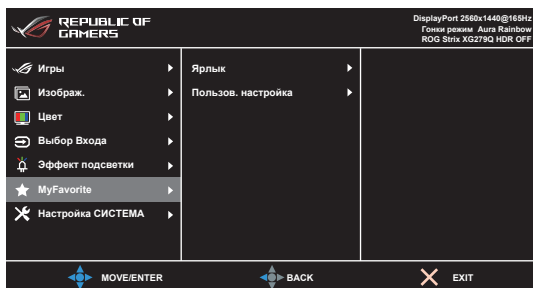 REPUBLIC OF
GAMERS
DisplayPort 2560x1440@165Hz
Гонки режим Aura Rainbow
ROG Strix XG279Q HDR OFF
Игры
Изображ.
Цвет
Выбор Входа
Эффект подсветки
MyFavorite
Настройка СИСТЕМА
Ярлык
Пользов. настройка
MOVE/ENTER
BACK
EXIT